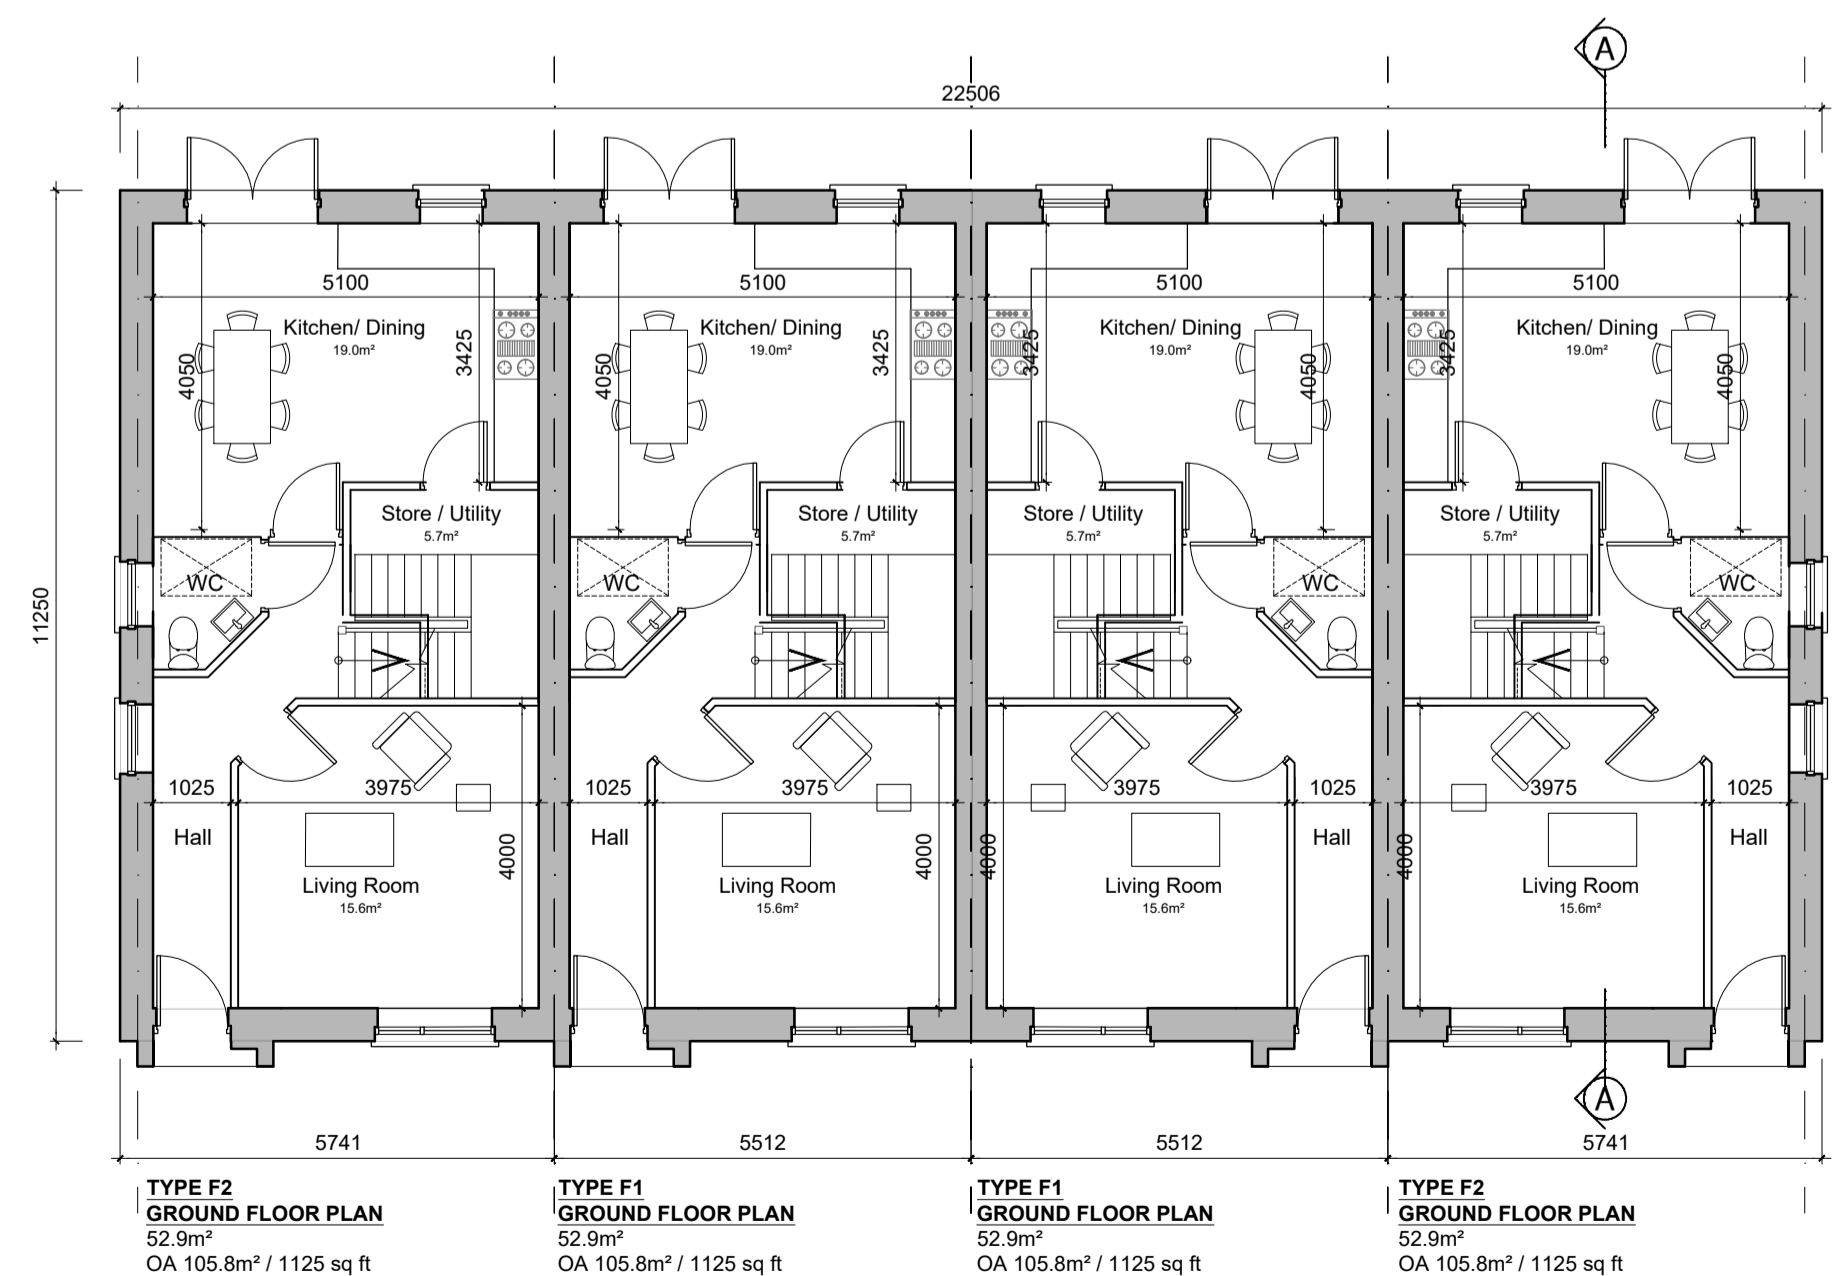 A
22506
5100
5100
5100
5100
Kitchen/ Dining
19.0m²
Kitchen/ Dining
19.0m²
Kitchen/ Dining
19.0m²
Kitchen/ Dining
19.0m²
4050
3425
4050
3425
3425
4050
3425
4050
Store / Utility
5.7m²
Store / Utility
5.7m²
Store / Utility
5.7m²
Store / Utility
5.7m²
WC
WC
WC
WC
11250
1025
3975
1025
3975
3975
1025
3975
1025
Hall
Hall
Hall
Hall
4000
4000
4000
4000
Living Room
15.6m²
Living Room
15.6m²
Living Room
15.6m²
Living Room
15.6m²
A
5741
5512
5512
5741
TYPE F2
GROUND FLOOR PLAN
52.9m²
OA 105.8m² / 1125 sq ft
TYPE F1
GROUND FLOOR PLAN
52.9m²
OA 105.8m² / 1125 sq ft
TYPE F1
GROUND FLOOR PLAN
52.9m²
OA 105.8m² / 1125 sq ft
TYPE F2
GROUND FLOOR PLAN
52.9m²
OA 105.8m² / 1125 sq ft